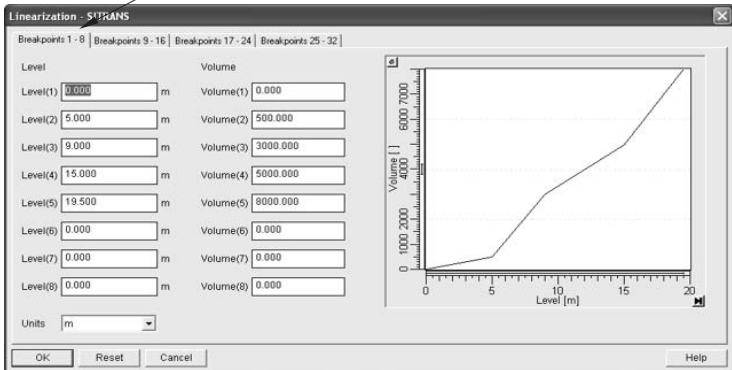 Linearization - SITRANS
Breakpoints 1 - 8 Breakpoints 9 - 16 Breakpoints 17 - 24 Breakpoints 25 - 32
Level Volume
Level(1) 0.000 m Volume(1) 0.000
Level(2) 5.000 m Volume(2) 500.000
Level(3) 9.000 m Volume(3) 3000.000
Level(4) 15.000 m Volume(4) 5000.000
Level(5) 19.500 m Volume(5) 8000.000
Level(6) 0.000 m Volume(6) 0.000
Level(7) 0.000 m Volume(7) 0.000
Level(8) 0.000 m Volume(8) 0.000
Units m
Volume [ ]
0 1000 2000 4000 6000 7000
0 5 10 15 20
Level [m]
OK Reset Cancel Help